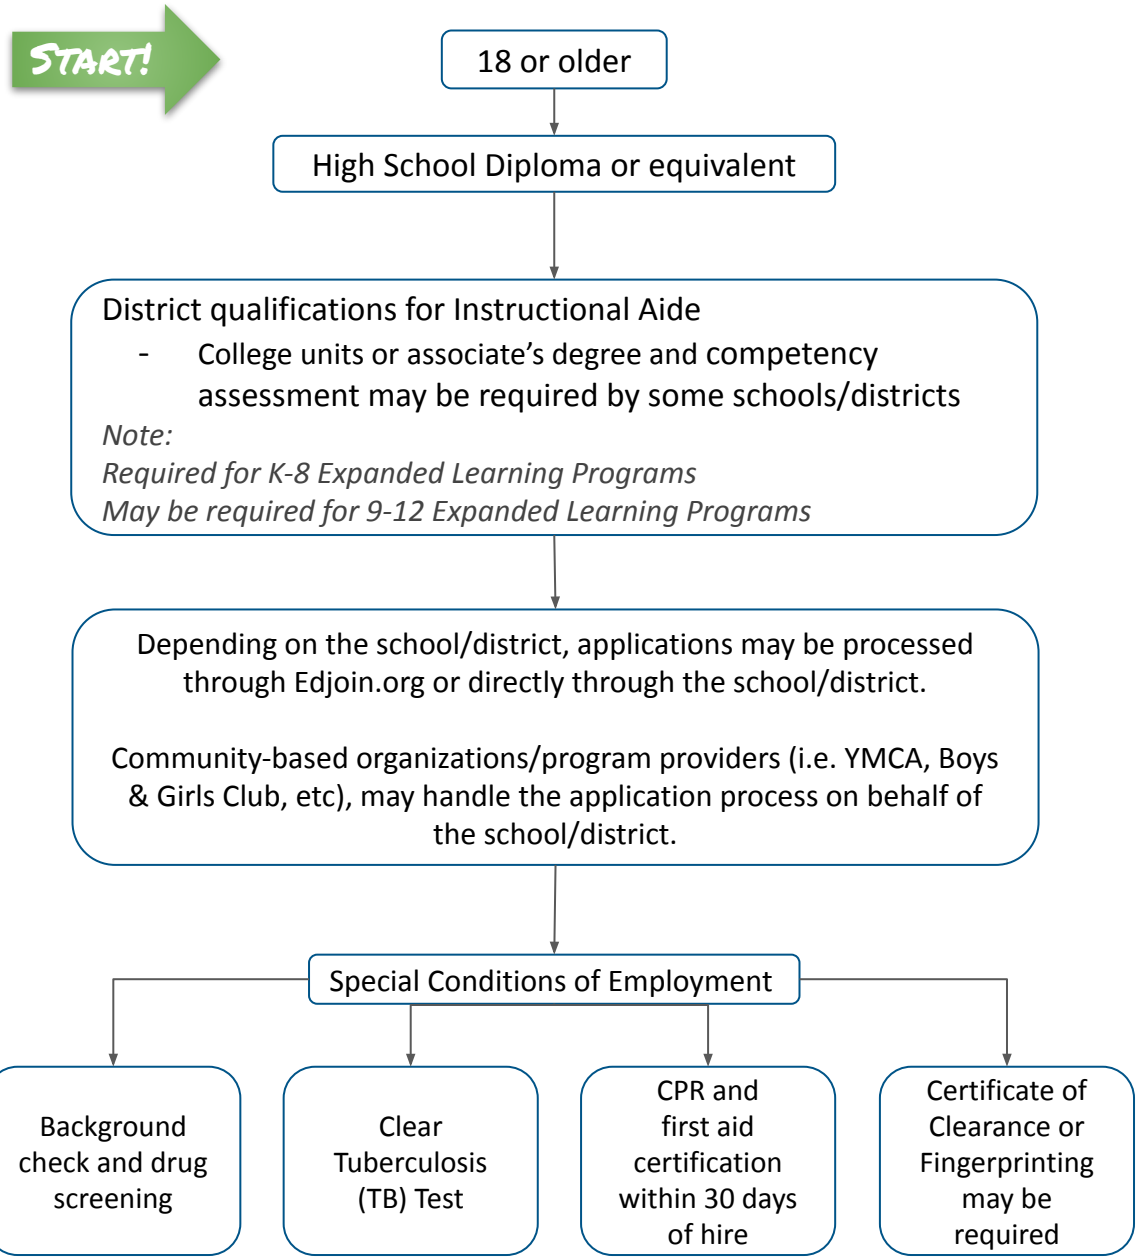 START!
18 or older
High School Diploma or equivalent
District qualifications for Instructional Aide
- College units or associate's degree and competency
assessment may be required by some schools/districts
Note:
Required for K-8 Expanded Learning Programs
May be required for 9-12 Expanded Learning Programs
Depending on the school/district, applications may be processed
through Edjoin.org or directly through the school/district.
Community-based organizations/program providers (i.e. YMCA, Boys
& Girls Club, etc), may handle the application process on behalf of
the school/district.
Special Conditions of Employment
Background
check and drug
screening
Clear
Tuberculosis
(TB) Test
CPR and
first aid
certification
within 30 days
of hire
Certificate of
Clearance or
Fingerprinting
may be
required